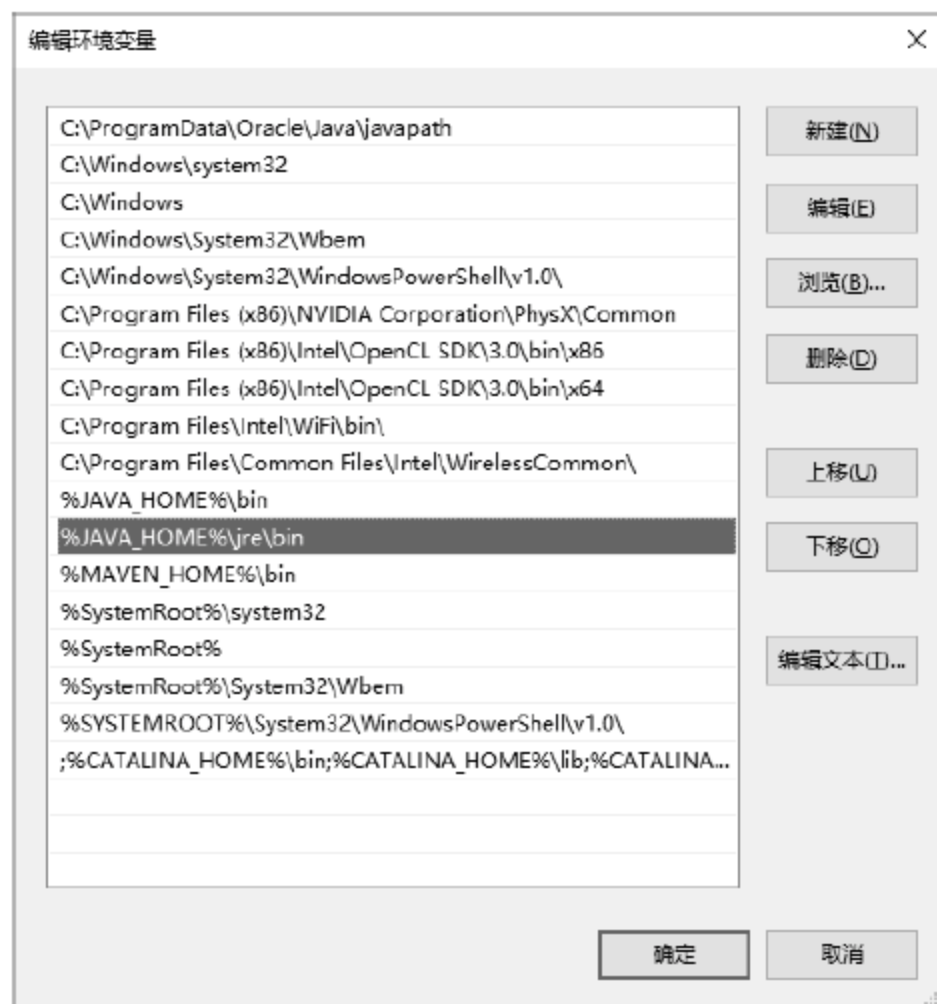 编辑环境变量
C:\ProgramData\Oracle\Java\javapath
C:\Windows\system32
C:\Windows
C:\Windows\System32\Wbem
C:\Windows\System32\WindowsPowerShell\v1.0\
C:\Program Files (x86)\NVIDIA Corporation\PhysX\Common
C:\Program Files (x86)\Intel\OpenCL SDK\3.0\bin\x86
C:\Program Files (x86)\Intel\OpenCL SDK\3.0\bin\x64
C:\Program Files\Intel\WiFi\bin\
C:\Program Files\Common Files\Intel\WirelessCommon\
%JAVA_HOME%\bin
%JAVA_HOME%\jre\bin
%MAVEN_HOME%\bin
%SystemRoot%\system32
%SystemRoot%
%SystemRoot%\System32\Wbem
%SYSTEMROOT%\System32\WindowsPowerShell\v1.0\
;%CATALINA_HOME%\bin;%CATALINA_HOME%\lib;%CATALINA...
新建(N)
编辑(E)
浏览(B)...
删除(D)
上移(U)
下移(O)
编辑文本(T)...
确定
取消